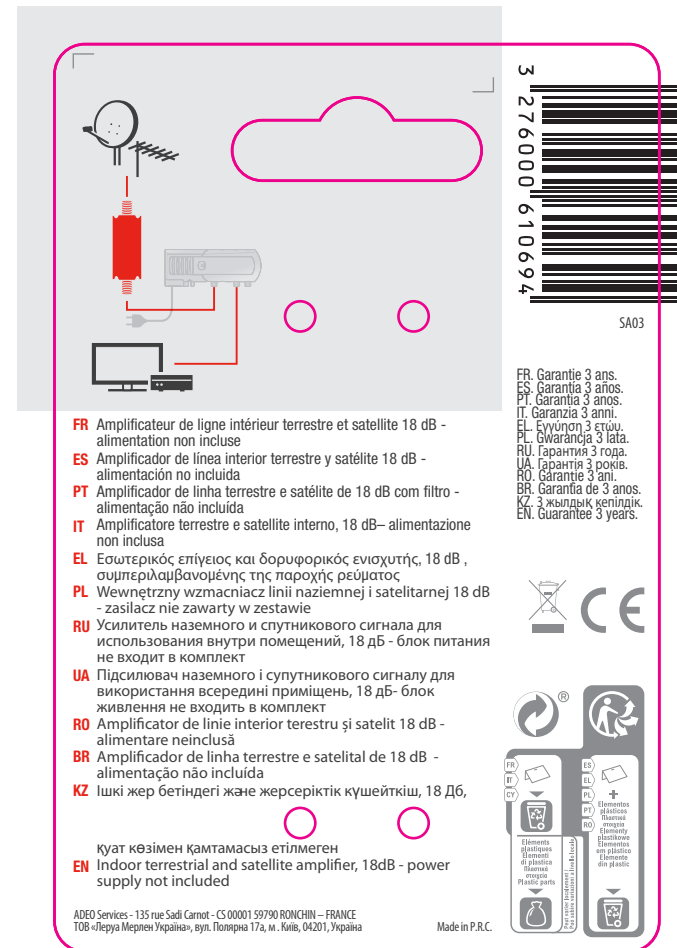 3 276000 610694
SA03
FR. Garantie 3 ans.
ES. Garantía 3 años.
PT. Garantia 3 anos.
IT. Garanzia 3 anni.
EL. Εγγύηση 3 ετών.
PL. Gwarancja 3 lata.
RU. Гарантия 3 года.
UA. Гарантія 3 років.
RO. Garanție 3 ani.
BR. Garantia de 3 anos.
KZ. 3 жылдық кепілдік.
EN. Guarantee 3 years.
FR Amplificateur de ligne intérieur terrestre et satellite 18 dB -
alimentation non incluse
ES Amplificador de línea interior terrestre y satélite 18 dB -
alimentación no incluida
PT Amplificador de linha terrestre e satélite de 18 dB com filtro -
alimentação não incluída
IT Amplificatore terrestre e satellite interno, 18 dB– alimentazione
non inclusa
EL Εσωτερικός επίγειος και δορυφορικός ενισχυτής, 18 dB ,
συμπεριλαμβανομένης της παροχής ρεύματος
PL Wewnętrzny wzmacniacz linii naziemnej i satelitarnej 18 dB
- zasilacz nie zawarty w zestawie
RU Усилитель наземного и спутникового сигнала для
использования внутри помещений, 18 дБ - блок питания
не входит в комплект
UA Підсилювач наземного і супутникового сигналу для
використання всередині приміщень, 18 дБ- блок
живлення не входить в комплект
RO Amplificator de linie interior terestru și satelit 18 dB -
alimentare neinclusă
BR Amplificador de linha terrestre e satelital de 18 dB -
alimentação não incluída
KZ Ішкі жер бетіндегі және жерсеріктік күшейткіш, 18 Дб,
қуат көзімен қамтамасыз етілмеген
EN Indoor terrestrial and satellite amplifier, 18dB - power
supply not included
ADEO Services - 135 rue Sadi Carnot - CS 00001 59790 RONCHIN – FRANCE
ТОВ «Леруа Мерлен Україна», вул. Полярна 17а, м . Київ, 04201, Україна
Made in P.R.C.
CE
®
FR
IT
CY
Eléments
plastiques
Elementi
di plastica
Πλαστικά
στοιχεία
Plastic parts
Peut varier localement /
Può subire variazioni a livello locale
ES
EL
PL
PT
RO
+
Elementos
plásticos
Πλαστικά
στοιχεία
Elementy
plastikowe
Elementos
em plástico
Elemente
din plastic